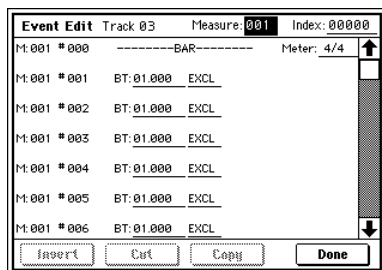 Event Edit Track 03 Measure: 001 Index: 00000
M: 001 # 000 --------BAR-------- Meter: 4/4
M: 001 # 001 BT: 01.000 EXCL
M: 001 # 002 BT: 01.000 EXCL
M: 001 # 003 BT: 01.000 EXCL
M: 001 # 004 BT: 01.000 EXCL
M: 001 # 005 BT: 01.000 EXCL
M: 001 # 006 BT: 01.000 EXCL
Insert Cut Copy Done